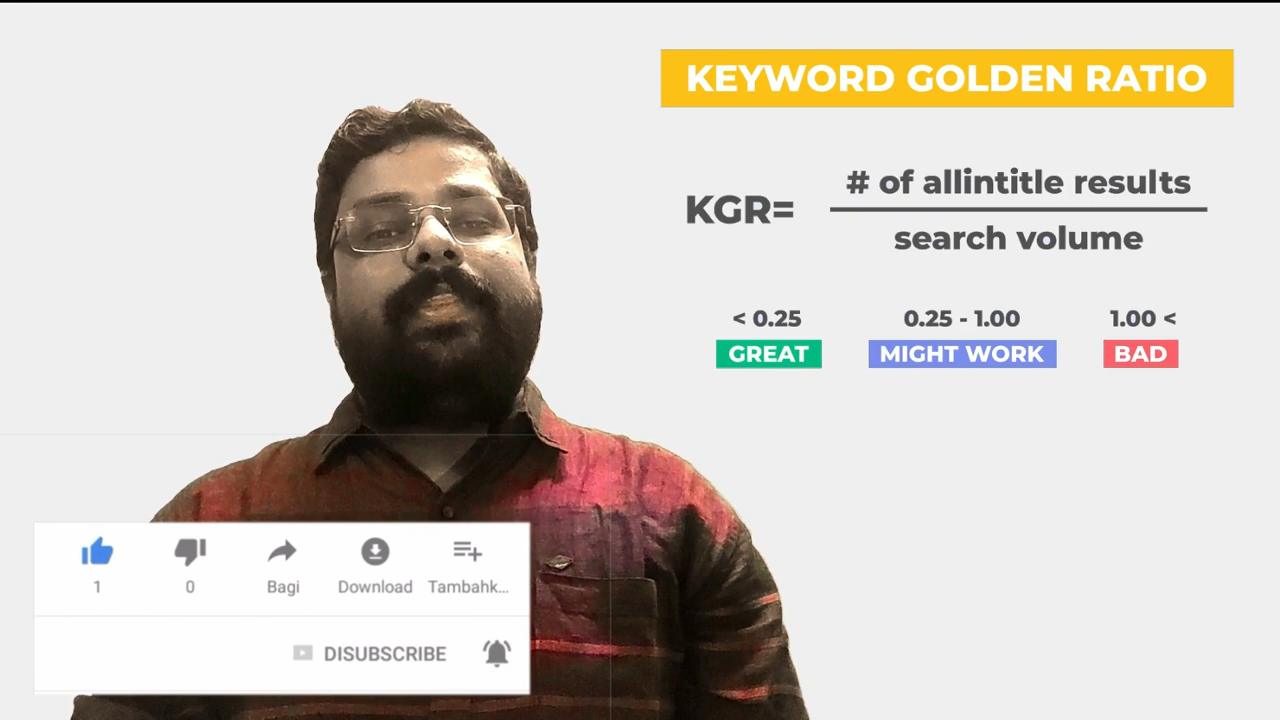 KEYWORD GOLDEN RATIO
# of allintitle results
KGR=
search volume
< 0.25
0.25 - 1.00
1.00 <
GREAT
MIGHT WORK
BAD
1
0
Bagi
Download
Tambahk...
DISUBSCRIBE